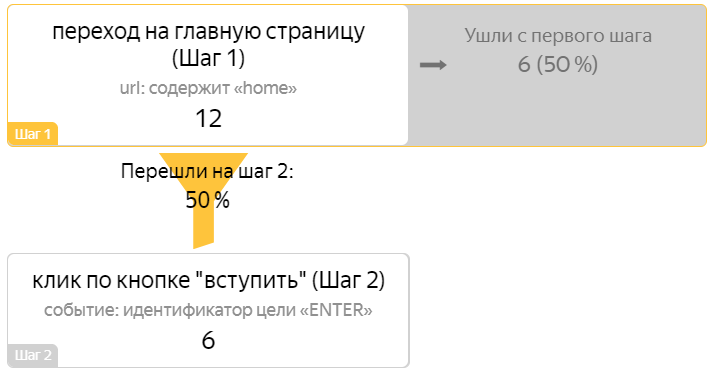 переход на главную страницу
(Шаг 1)
url: содержит «home»
12
Шаг 1
Ушли с первого шага
6 (50 %)
Перешли на шаг 2:
50 %
клик по кнопке "вступить" (Шаг 2)
событие: идентификатор цели «ENTER»
6
Шаг 2